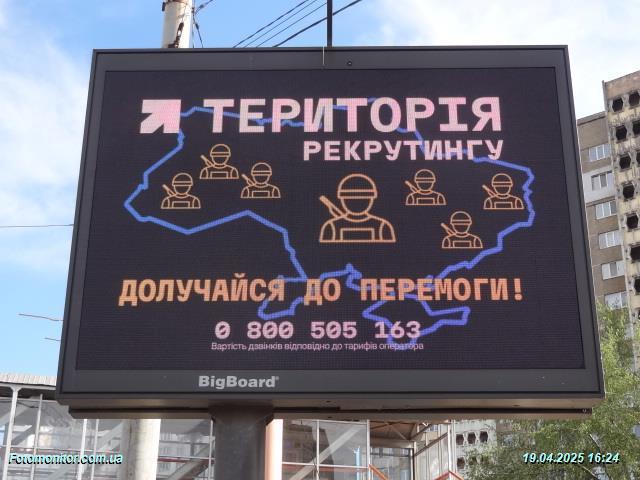 ТЕРИТОРІЯ
РЕКРУТИНГУ
ДОЛУЧАЙСЯ ДО ПЕРЕМОГИ!
0 800 505 163
Вартість дзвінків відповідно до тарифів оператора
BigBoard®
Fotomonitor.com.ua
19.04.2025 16:24